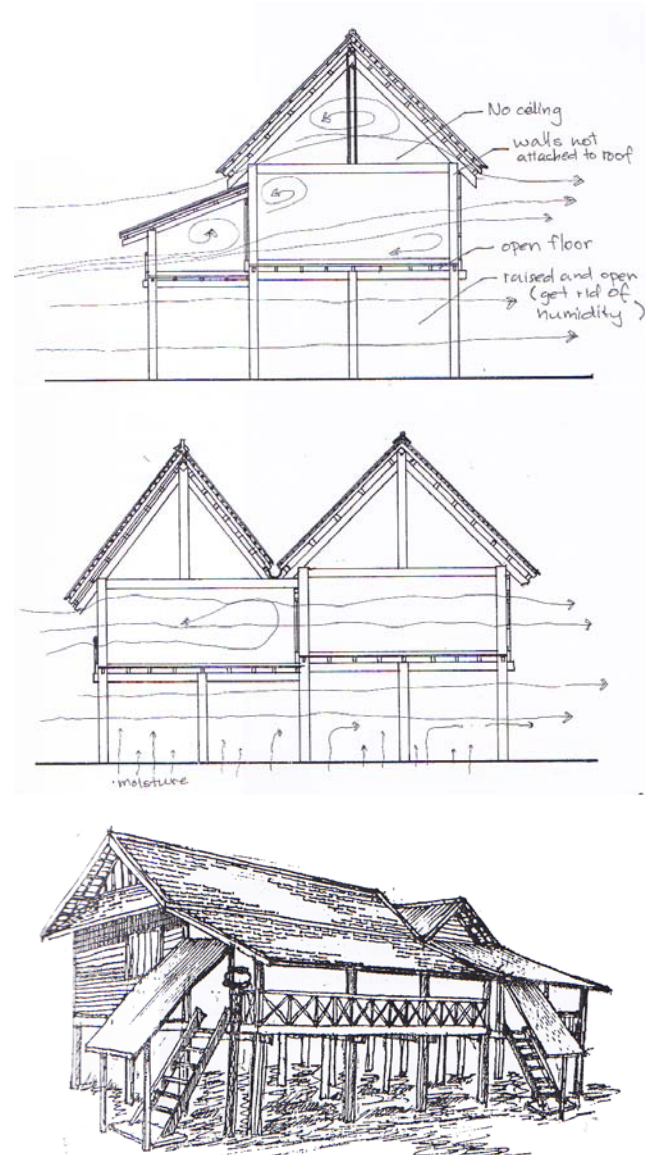 No ceiling
walls not
attached to roof
open floor
raised and open
(get rid of
humidity)
moisture